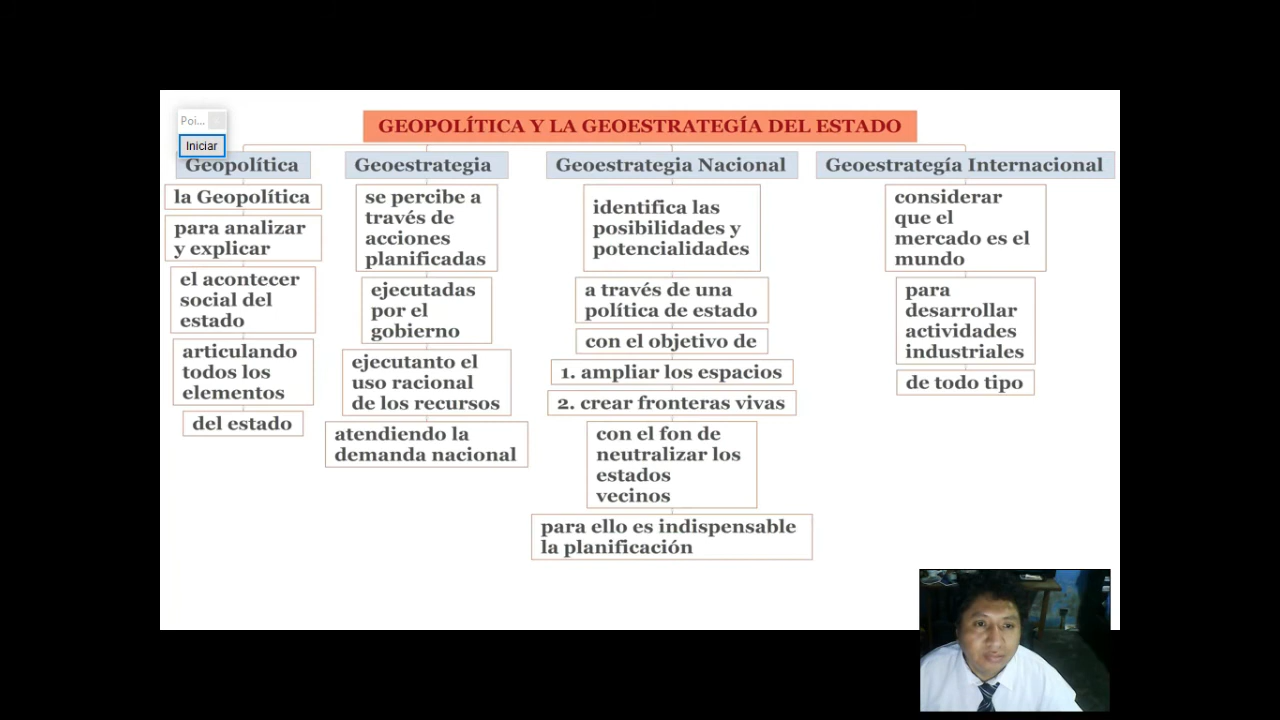 GEOPOLÍTICA Y LA GEOESTRATEGÍA DEL ESTADO
Poi...
Iniciar
Geopolítica
la Geopolítica
para analizar
y explicar
el acontecer
social del
estado
articulando
todos los
elementos
del estado
Geoestrategia
se percibe a
través de
acciones
planificadas
ejecutadas
por el
gobierno
ejecutanto el
uso racional
de los recursos
atendiendo la
demanda nacional
Geoestrategia Nacional
identifica las
posibilidades y
potencialidades
a través de una
política de estado
con el objetivo de
1. ampliar los espacios
2. crear fronteras vivas
con el fon de
neutralizar los
estados
vecinos
para ello es indispensable
la planificación
Geoestrategía Internacional
considerar
que el
mercado es el
mundo
para
desarrollar
actividades
industriales
de todo tipo